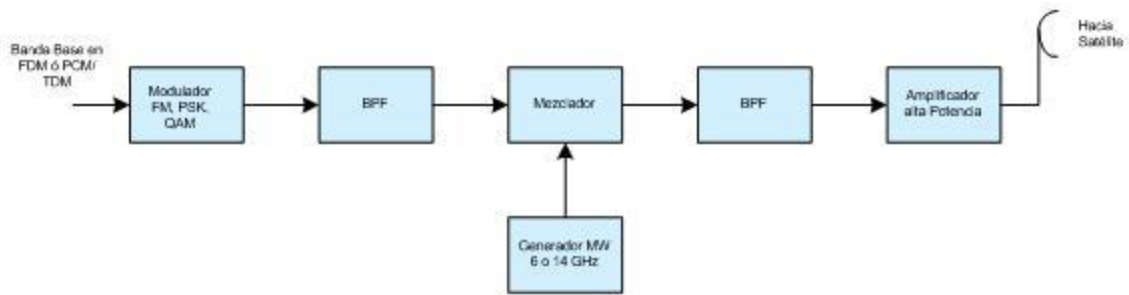 Banda Base en
FDM ó PCM/
TDM
Modulador
FM, PSK,
QAM
BPF
Mezclador
BPF
Amplificador
alta Potencia
Hacia
Satélite
Generador MW
6 o 14 GHz